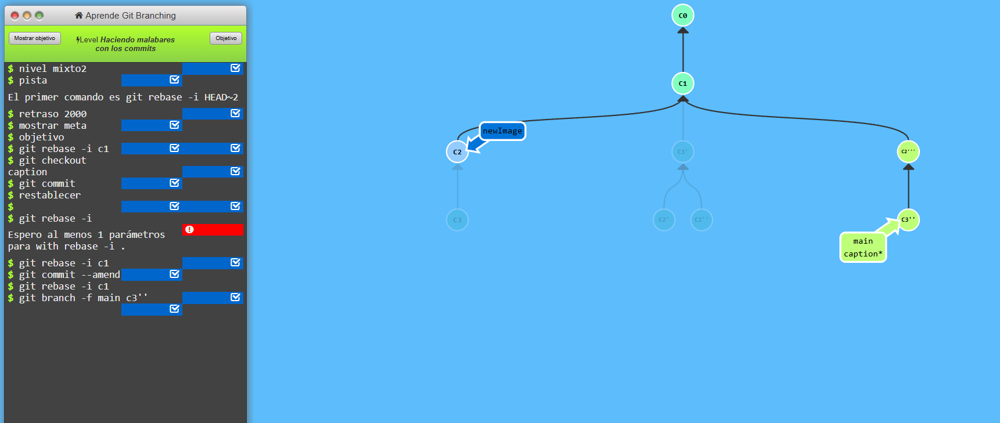 Aprende Git Branching
Mostrar objetivo
Level Haciendo malabares
con los commits
Objetivo
$ nivel mixto2
$ pista
El primer comando es git rebase -i HEAD~2
$ retraso 2000
$ mostrar meta
$ objetivo
$ git rebase -i c1
$ git checkout
caption
$ git commit
$ restablecer
$
$ git rebase -i
Espero al menos 1 parámetros
para with rebase -i .
$ git rebase -i c1
$ git commit --amend
$ git rebase -i c1
$ git branch -f main c3''
C0
C1
newImage
C2
C3'
C2'''
C3
C2'
C2''
C3''
main
caption*